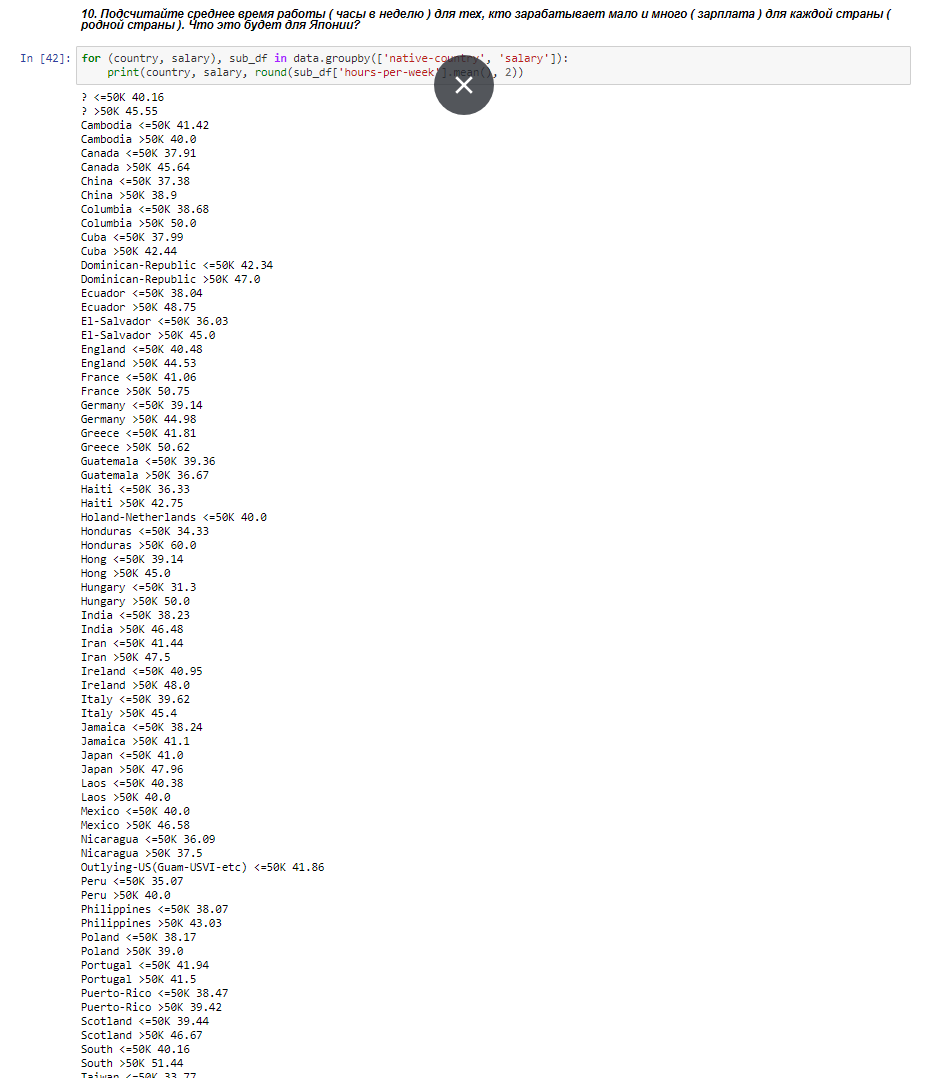 10. Подсчитайте среднее время работы ( часы в неделю ) для тех, кто зарабатывает мало и много ( зарплата ) для каждой страны (
родной страны ). Что это будет для Японии?
In [42]: for (country, salary), sub_df in data.groupby(['native-country', 'salary']):
print(country, salary, round(sub_df['hours-per-week'].mean(), 2))
? <=50K 40.16
? >50K 45.55
Cambodia <=50K 41.42
Cambodia >50K 40.0
Canada <=50K 37.91
Canada >50K 45.64
China <=50K 37.38
China >50K 38.9
Columbia <=50K 38.68
Columbia >50K 50.0
Cuba <=50K 37.99
Cuba >50K 42.44
Dominican-Republic <=50K 42.34
Dominican-Republic >50K 47.0
Ecuador <=50K 38.04
Ecuador >50K 48.75
El-Salvador <=50K 36.03
El-Salvador >50K 45.0
England <=50K 40.48
England >50K 44.53
France <=50K 41.06
France >50K 50.75
Germany <=50K 39.14
Germany >50K 44.98
Greece <=50K 41.81
Greece >50K 50.62
Guatemala <=50K 39.36
Guatemala >50K 36.67
Haiti <=50K 36.33
Haiti >50K 42.75
Holand-Netherlands <=50K 40.0
Honduras <=50K 34.33
Honduras >50K 60.0
Hong <=50K 39.14
Hong >50K 45.0
Hungary <=50K 31.3
Hungary >50K 50.0
India <=50K 38.23
India >50K 46.48
Iran <=50K 41.44
Iran >50K 47.5
Ireland <=50K 40.95
Ireland >50K 48.0
Italy <=50K 39.62
Italy >50K 45.4
Jamaica <=50K 38.24
Jamaica >50K 41.1
Japan <=50K 41.0
Japan >50K 47.96
Laos <=50K 40.38
Laos >50K 40.0
Mexico <=50K 40.0
Mexico >50K 46.58
Nicaragua <=50K 36.09
Nicaragua >50K 37.5
Outlying-US(Guam-USVI-etc) <=50K 41.86
Peru <=50K 35.07
Peru >50K 40.0
Philippines <=50K 38.07
Philippines >50K 43.03
Poland <=50K 38.17
Poland >50K 39.0
Portugal <=50K 41.94
Portugal >50K 41.5
Puerto-Rico <=50K 38.47
Puerto-Rico >50K 39.42
Scotland <=50K 39.44
Scotland >50K 46.67
South <=50K 40.16
South >50K 51.44
Taiwan <=50K 33.77